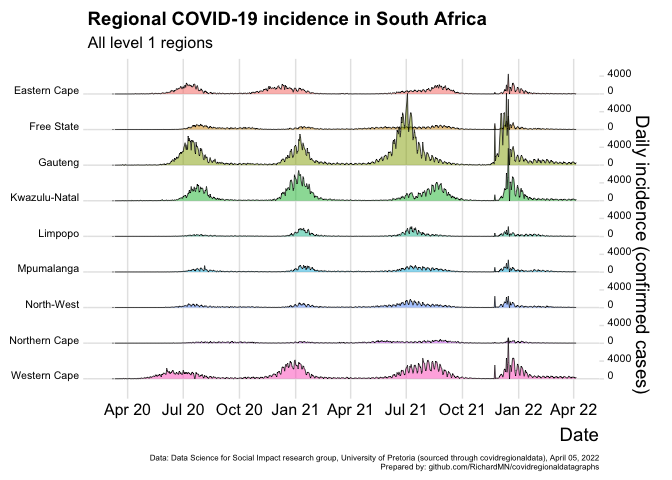 Regional COVID-19 incidence in South Africa
All level 1 regions
Eastern Cape
4000
0
Free State
4000
0
Gauteng
4000
0
Kwazulu-Natal
4000
0
Limpopo
4000
0
Mpumalanga
4000
0
North-West
4000
0
Northern Cape
4000
0
Western Cape
4000
0
Daily incidence (confirmed cases)
Apr 20 Jul 20 Oct 20 Jan 21 Apr 21 Jul 21 Oct 21 Jan 22 Apr 22
Date
Data: Data Science for Social Impact research group, University of Pretoria (sourced through covidregionaldata), April 05, 2022
Prepared by: github.com/RichardMN/covidregionaldatagraphs